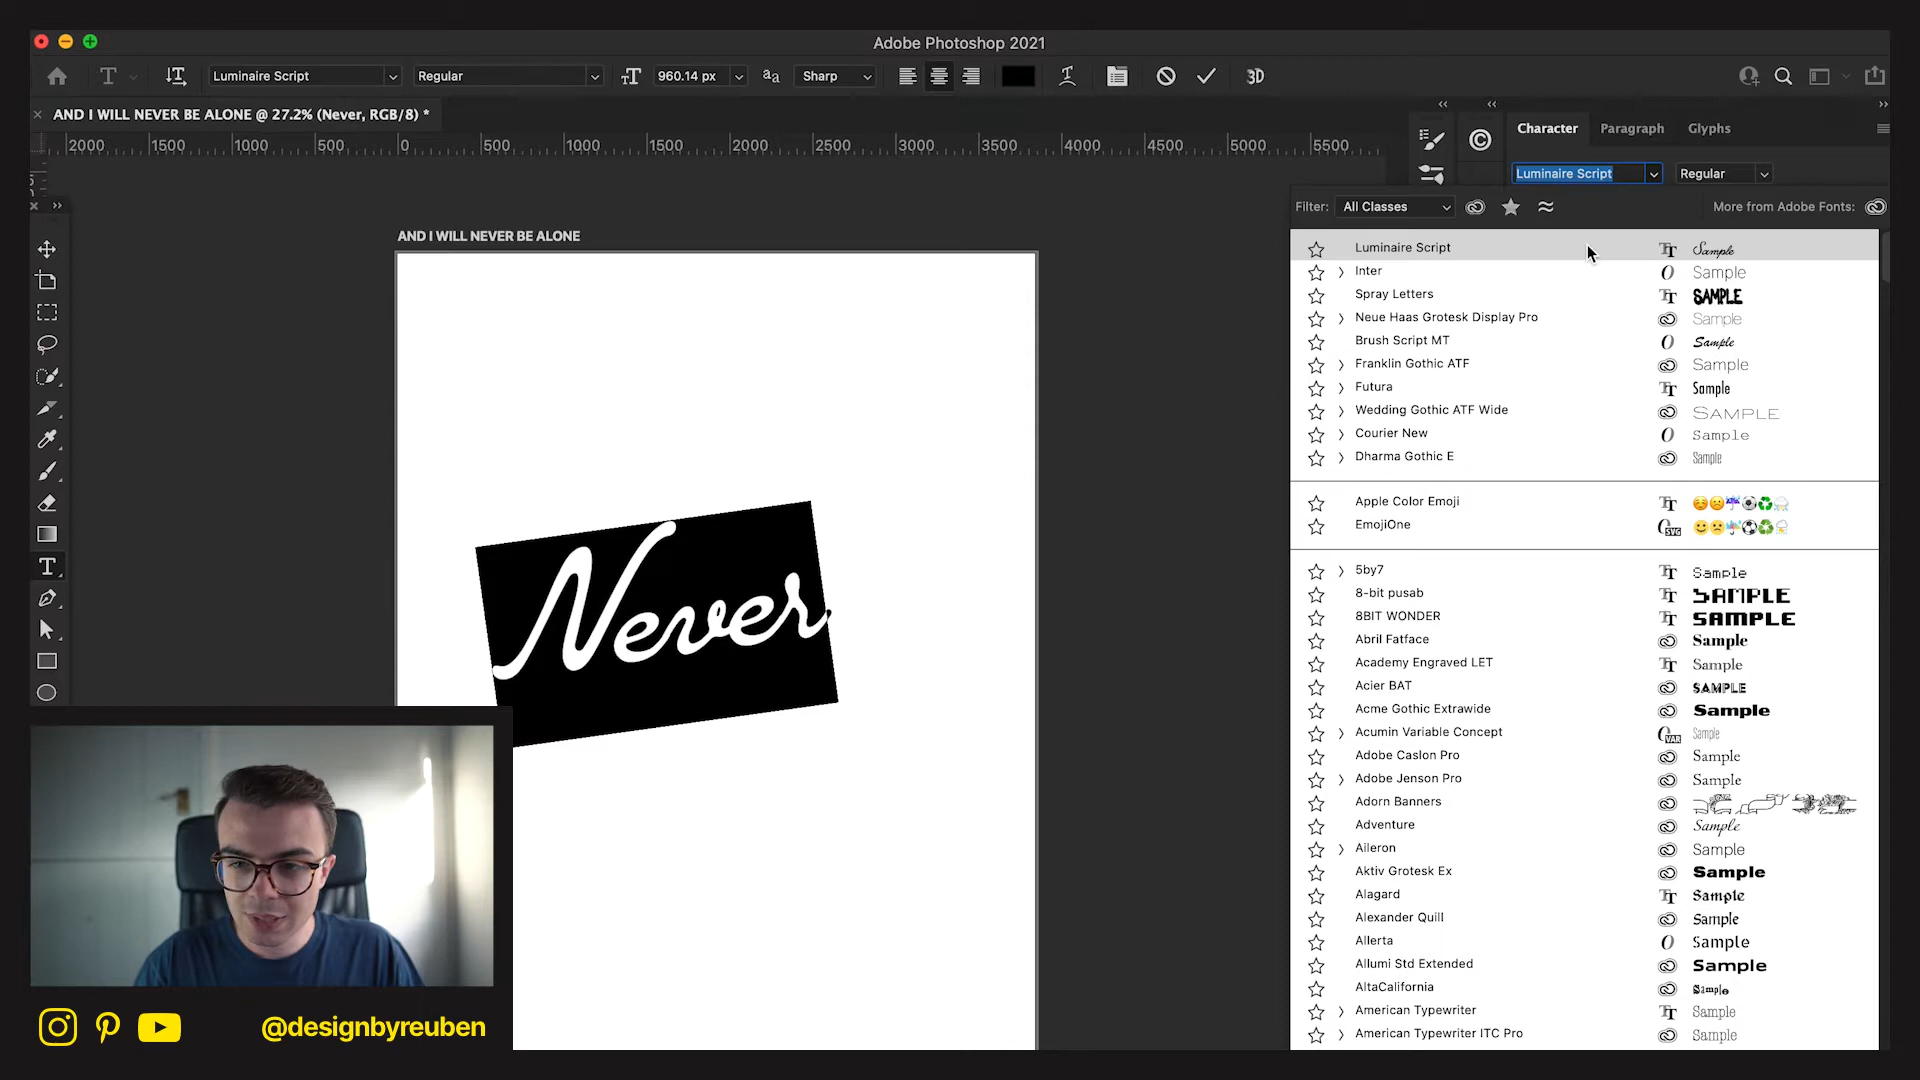 Adobe Photoshop 2021
Luminaire Script Regular 960.14 px Sharp 3D
AND I WILL NEVER BE ALONE @ 27.2% (Never, RGB/8) *
2000 1500 1000 500 0 500 1000 1500 2000 2500 3000 3500 4000 4500 5000 5500
Character Paragraph Glyphs
Luminaire Script Regular
Filter: All Classes More from Adobe Fonts:
AND I WILL NEVER BE ALONE
Never
Luminaire Script Sample
Inter Sample
Spray Letters SAMPLE
Neue Haas Grotesk Display Pro Sample
Brush Script MT Sample
Franklin Gothic ATF Sample
Futura Sample
Wedding Gothic ATF Wide SAMPLE
Courier New Sample
Dharma Gothic E Sample
Apple Color Emoji
EmojiOne
5by7 Sample
8-bit pusab SAMPLE
8BIT WONDER SAMPLE
Abril Fatface Sample
Academy Engraved LET Sample
Acier BAT SAMPLE
Acme Gothic Extrawide Sample
Acumin Variable Concept Sample
Adobe Caslon Pro Sample
Adobe Jenson Pro Sample
Adorn Banners
Adventure Sample
Aileron Sample
Aktiv Grotesk Ex Sample
Alagard Sample
Alexander Quill Sample
Allerta Sample
Allumi Std Extended Sample
AltaCalifornia Sample
American Typewriter Sample
American Typewriter ITC Pro Sample
@designbyreuben